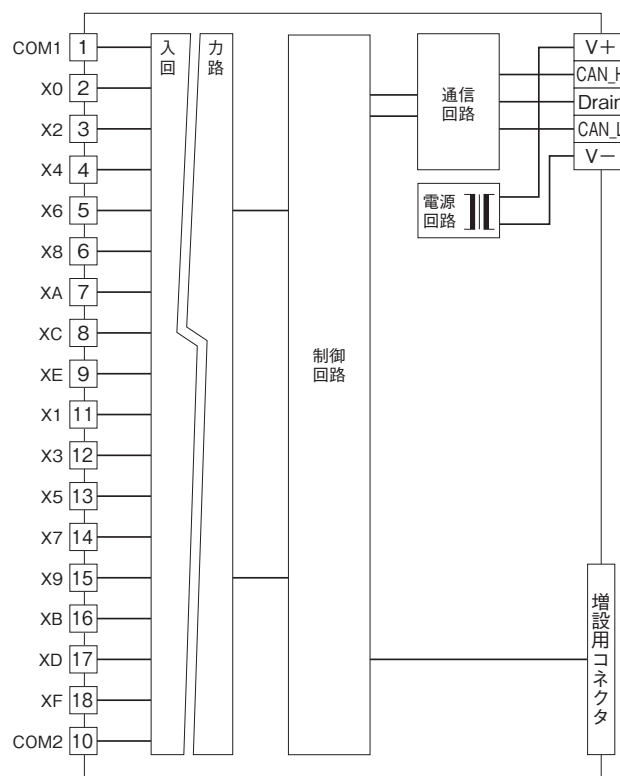 COM1 1
X0 2
X2 3
X4 4
X6 5
X8 6
XA 7
XC 8
XE 9
X1 11
X3 12
X5 13
X7 14
X9 15
XB 16
XD 17
XF 18
COM2 10
入力
回路
制御
回路
通信
回路
電源
回路
V+
CAN_H
Drain
CAN_L
V−
増設用コネクタ